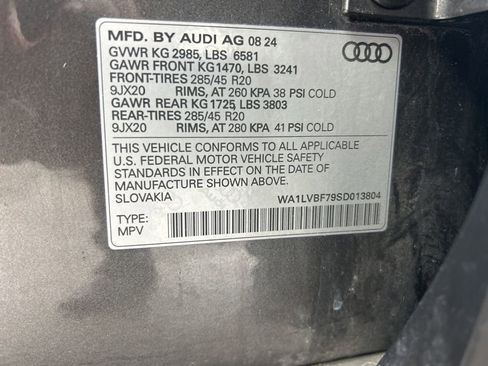 MFD. BY AUDI AG 08 24
GVWR KG 2985, LBS 6581
GAWR FRONT KG 1470, LBS 3241
FRONT-TIRES 285/45 R20
9JX20 RIMS, AT 260 KPA 38 PSI COLD
GAWR REAR KG 1725, LBS 3803
REAR-TIRES 285/45 R20
9JX20 RIMS, AT 280 KPA 41 PSI COLD
THIS VEHICLE CONFORMS TO ALL APPLICABLE
U.S. FEDERAL MOTOR VEHICLE SAFETY
STANDARDS IN EFFECT ON THE DATE OF
MANUFACTURE SHOWN ABOVE.
SLOVAKIA WA1LVBF79SD013804
TYPE:
MPV